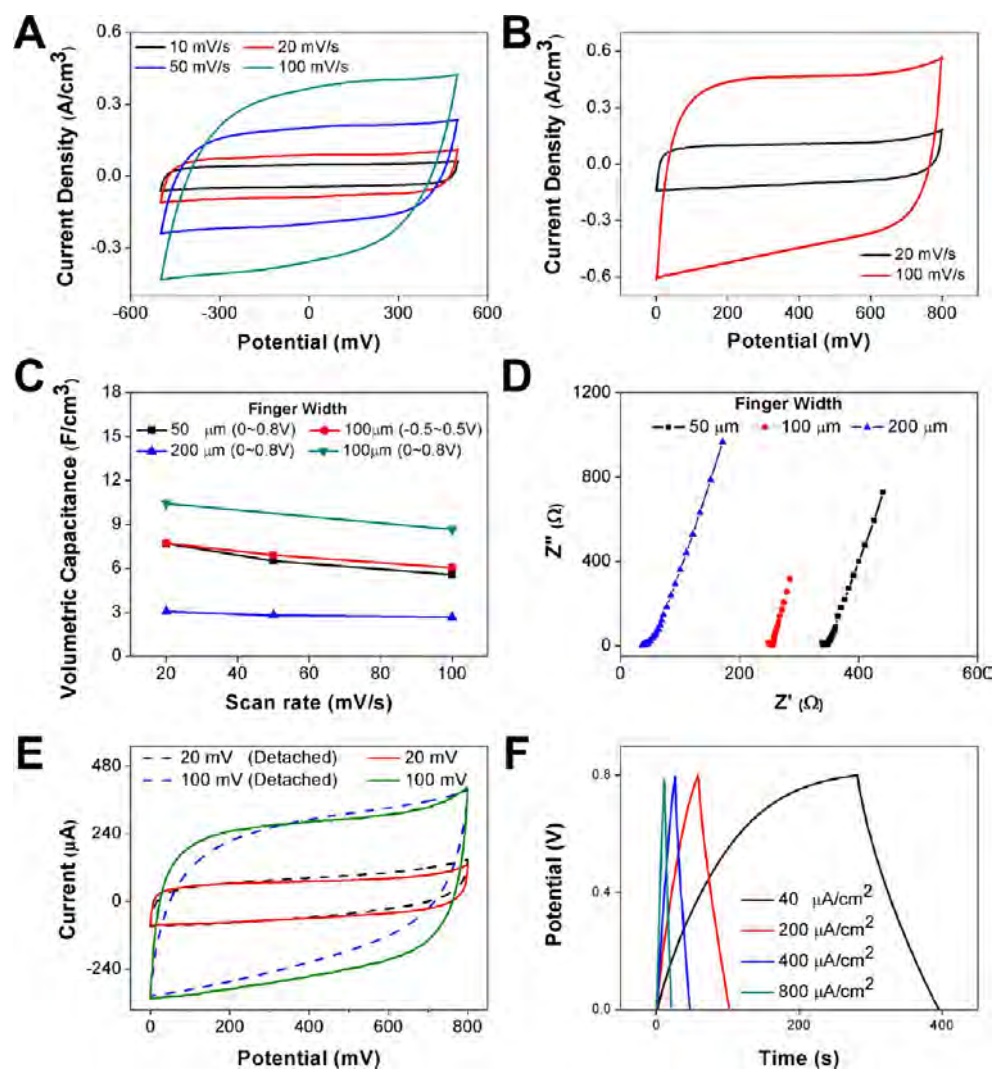 A
0.6
0.3
0.0
-0.3
Current Density (A/cm³)
10 mV/s 20 mV/s
50 mV/s 100 mV/s
-600 -300 0 300 600
Potential (mV)
B
0.6
0.3
0.0
-0.3
-0.6
Current Density (A/cm³)
20 mV/s
100 mV/s
0 200 400 600 800
Potential (mV)
C
18
15
12
9
6
3
0
Volumetric Capacitance (F/cm³)
Finger Width
50 μm (0~0.8V) 100μm (-0.5~0.5V)
200 μm (0~0.8V) 100μm (0~0.8V)
20 40 60 80 100
Scan rate (mV/s)
D
1200
800
400
0
Z" (Ω)
Finger Width
50 μm 100 μm 200 μm
0 200 400 600
Z' (Ω)
E
480
240
0
-240
Current (μA)
20 mV (Detached) 20 mV
100 mV (Detached) 100 mV
0 200 400 600 800
Potential (mV)
F
0.8
0.4
0.0
Potential (V)
40 μA/cm²
200 μA/cm²
400 μA/cm²
800 μA/cm²
0 200 400
Time (s)